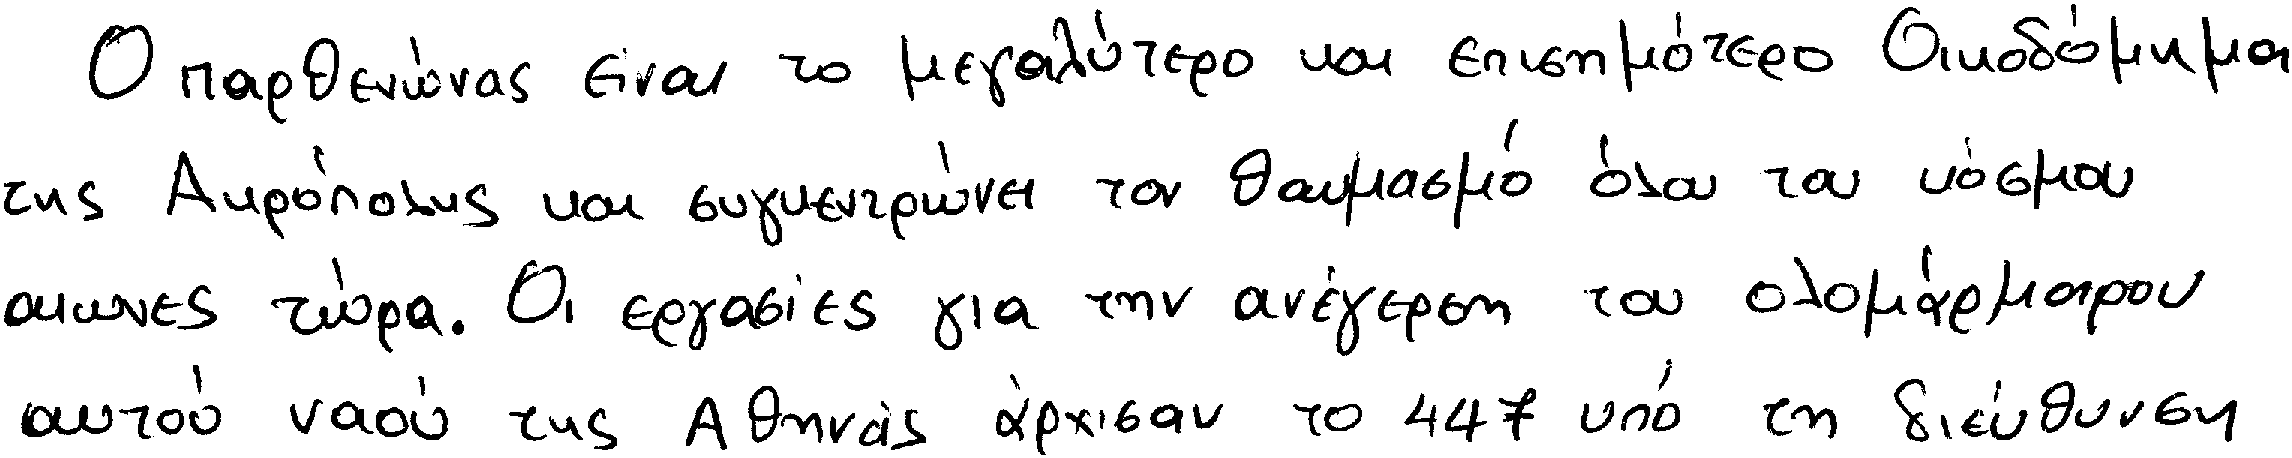 Ο παρθενώνας είναι το μεγαλύτερο και επισημότερο Οικοδόμημα
της Ακρόπολης και συγκεντρώνει τον θαυμασμό όλου του κόσμου
αιωνες τώρα. Οι εργασίες για την ανέγερση του ολομάρμαρου
αυτού ναού της Αθηνάς άρχισαν το 447 υπό τη διεύθυνση